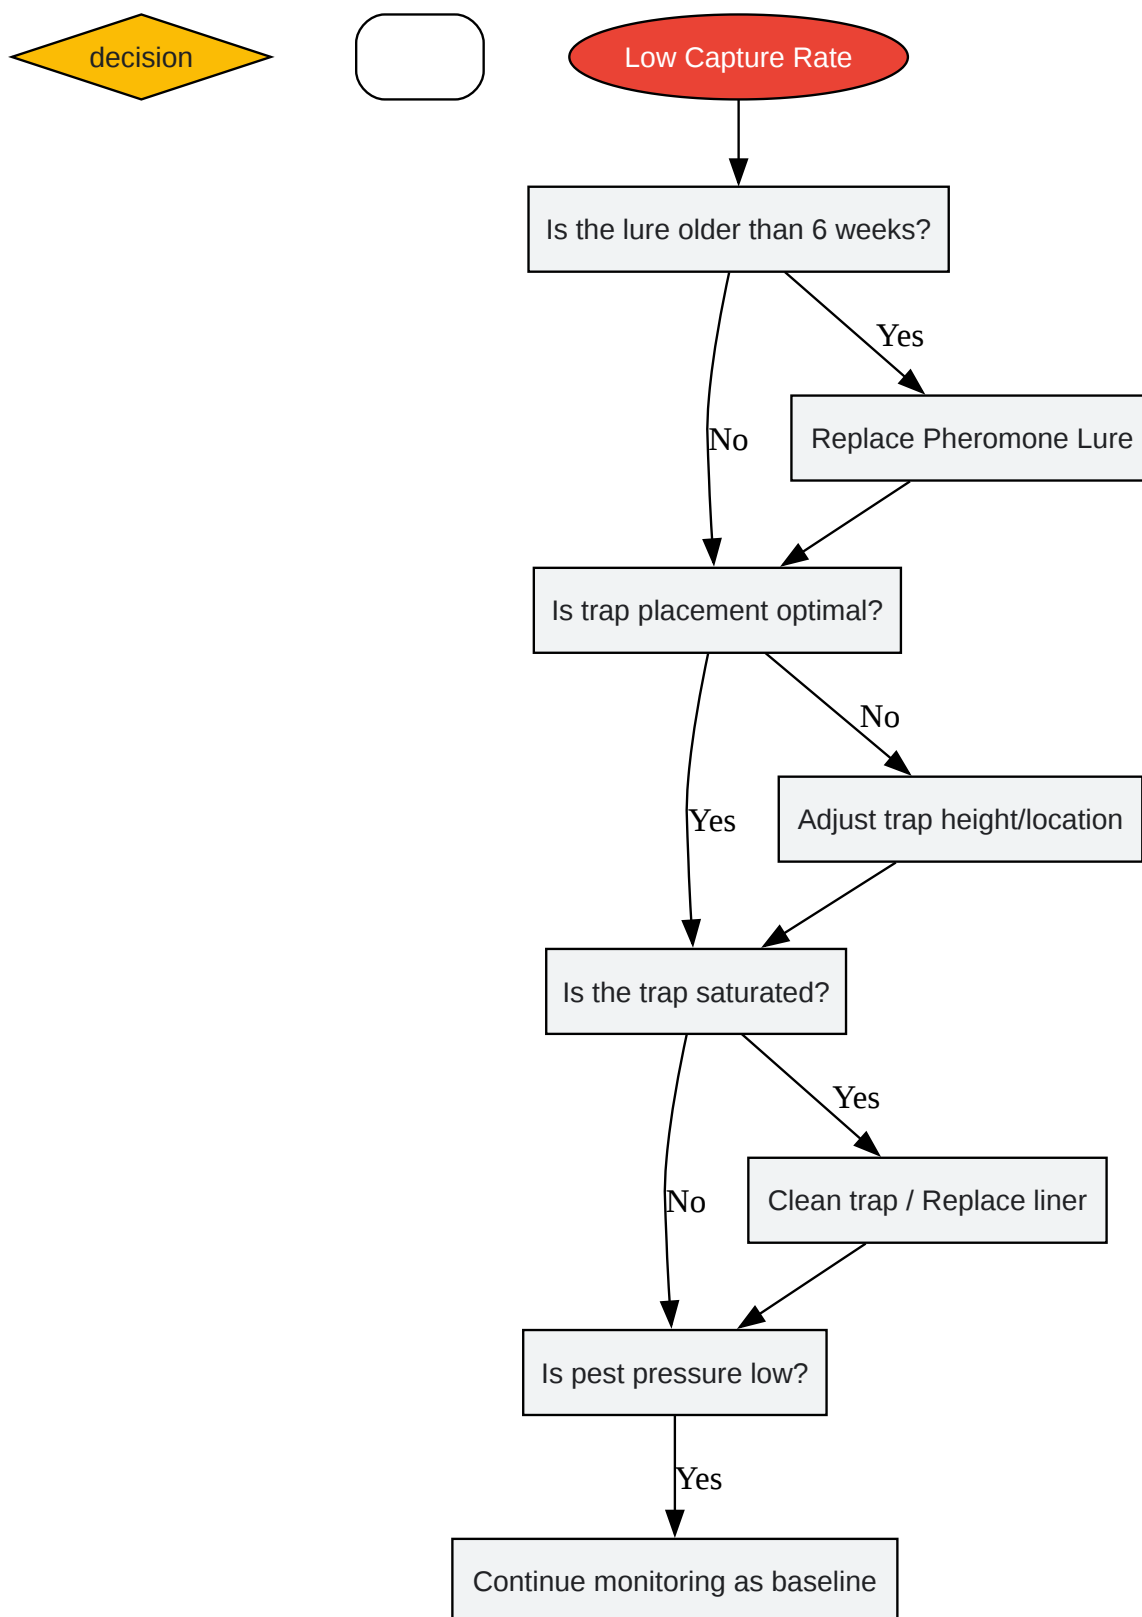 decision
Low Capture Rate
Is the lure older than 6 weeks?
Yes
No
Replace Pheromone Lure
Is trap placement optimal?
No
Yes
Adjust trap height/location
Is the trap saturated?
Yes
No
Clean trap / Replace liner
Is pest pressure low?
Yes
Continue monitoring as baseline